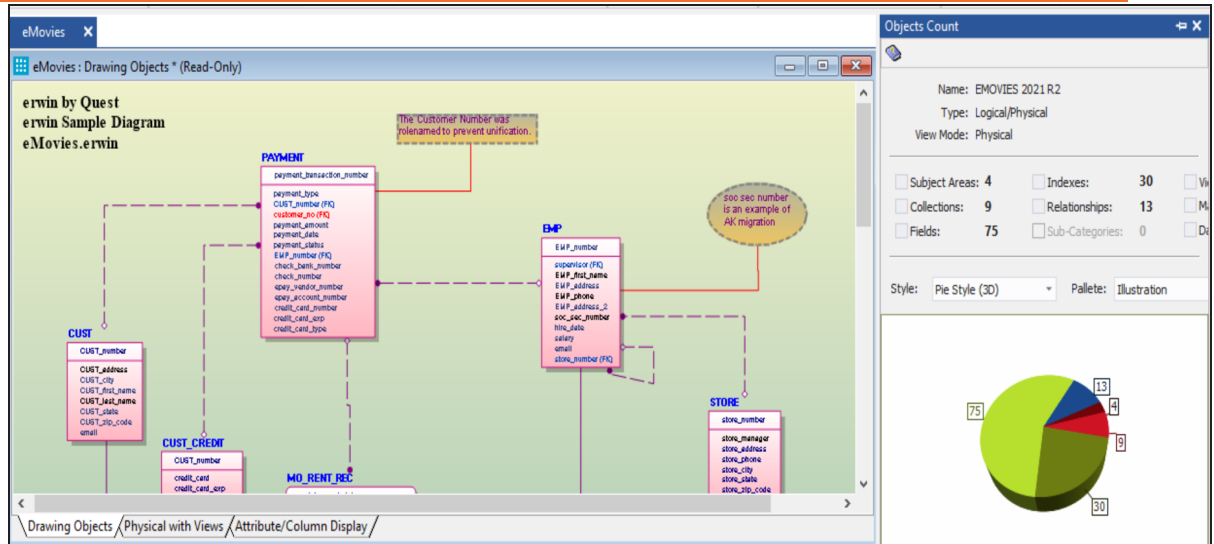 eMovies X
eMovies : Drawing Objects * (Read-Only)
erwin by Quest
erwin Sample Diagram
eMovies.erwin
The Customer Number was
rolenamed to prevent unification.
PAYMENT
payment_transaction_number
payment_type
CUST_number (FK)
customer_no (FK)
payment_amount
payment_date
payment_status
EMP_number (FK)
check_bank_number
check_number
epay_vendor_number
epay_account_number
credit_card_number
credit_card_exp
credit_card_type
soc sec number
is an example of
AK migration
EMP
EMP_number
supervisor (FK)
EMP_first_name
EMP_address
EMP_phone
EMP_address_2
soc_sec_number
hire_date
salary
email
store_number (FK)
CUST
CUST_number
CUST_address
CUST_city
CUST_first_name
CUST_last_name
CUST_state
CUST_zip_code
email
CUST_CREDIT
CUST_number
credit_card
credit_card_exp
MO_RENT_REC
STORE
store_number
store_manager
store_address
store_phone
store_city
store_state
store_zip_code
Drawing Objects Physical with Views Attribute/Column Display
Objects Count
Name: EMOVIES 2021 R2
Type: Logical/Physical
View Mode: Physical
Subject Areas: 4 Indexes: 30
Collections: 9 Relationships: 13
Fields: 75 Sub-Categories: 0
Style: Pie Style (3D) Pallete: Illustration
13
75
4
9
30